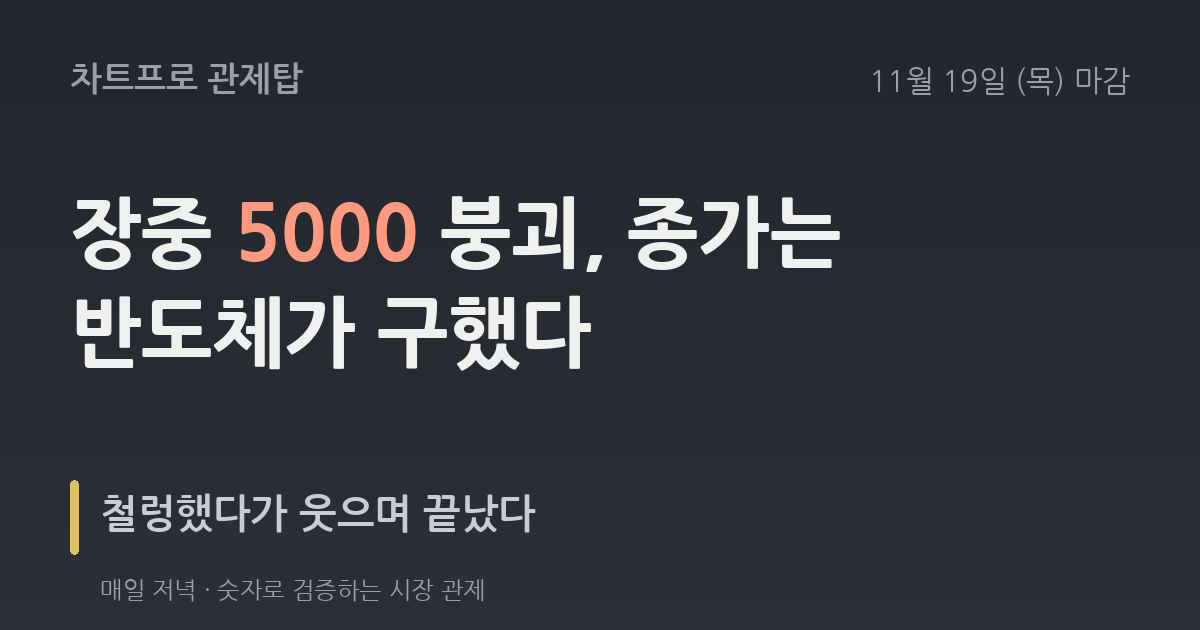 차트프로 관제탑
11월 19일 (목) 마감
장중 5000 붕괴, 종가는
반도체가 구했다
철렁했다가 웃으며 끝났다
매일 저녁 · 숫자로 검증하는 시장 관제